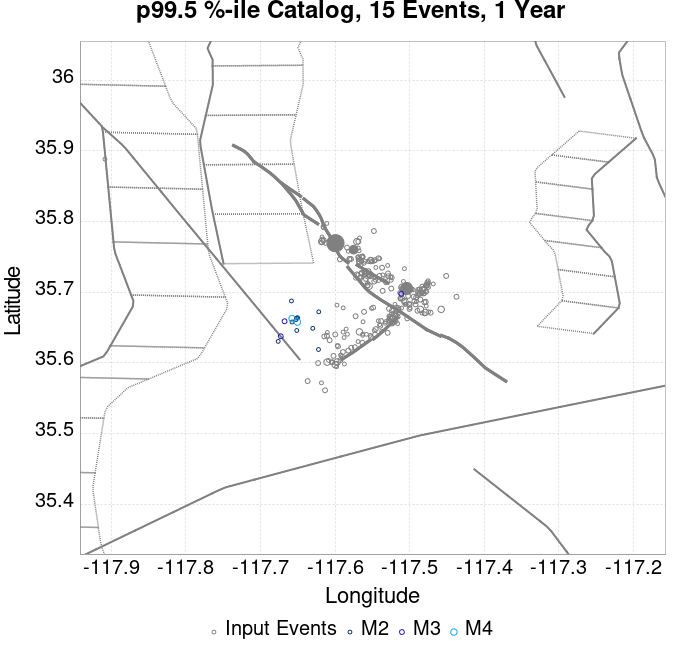 p99.5 %-ile Catalog, 15 Events, 1 Year
36
35.9
35.8
35.7
35.6
35.5
35.4
Latitude
-117.9 -117.8 -117.7 -117.6 -117.5 -117.4 -117.3 -117.2
Longitude
Input Events M2 M3 M4